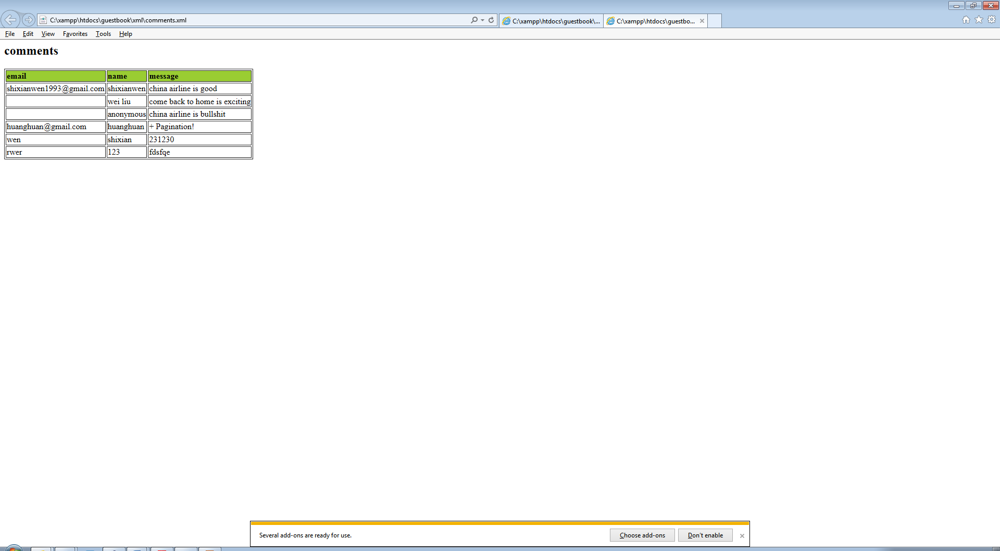 C:\xampp\htdocs\guestbook\xml\comments.xml
C:\xampp\htdocs\guestbook\...
C:\xampp\htdocs\guestbo...
File Edit View Favorites Tools Help
comments
email name message
shixianwen1993@gmail.com shixianwen china airline is good
wei liu come back to home is exciting
anonymous china airline is bullshit
huanghuan@gmail.com huanghuan + Pagination!
wen shixian 231230
rwer 123 fdsfqe
Several add-ons are ready for use. Choose add-ons Don't enable